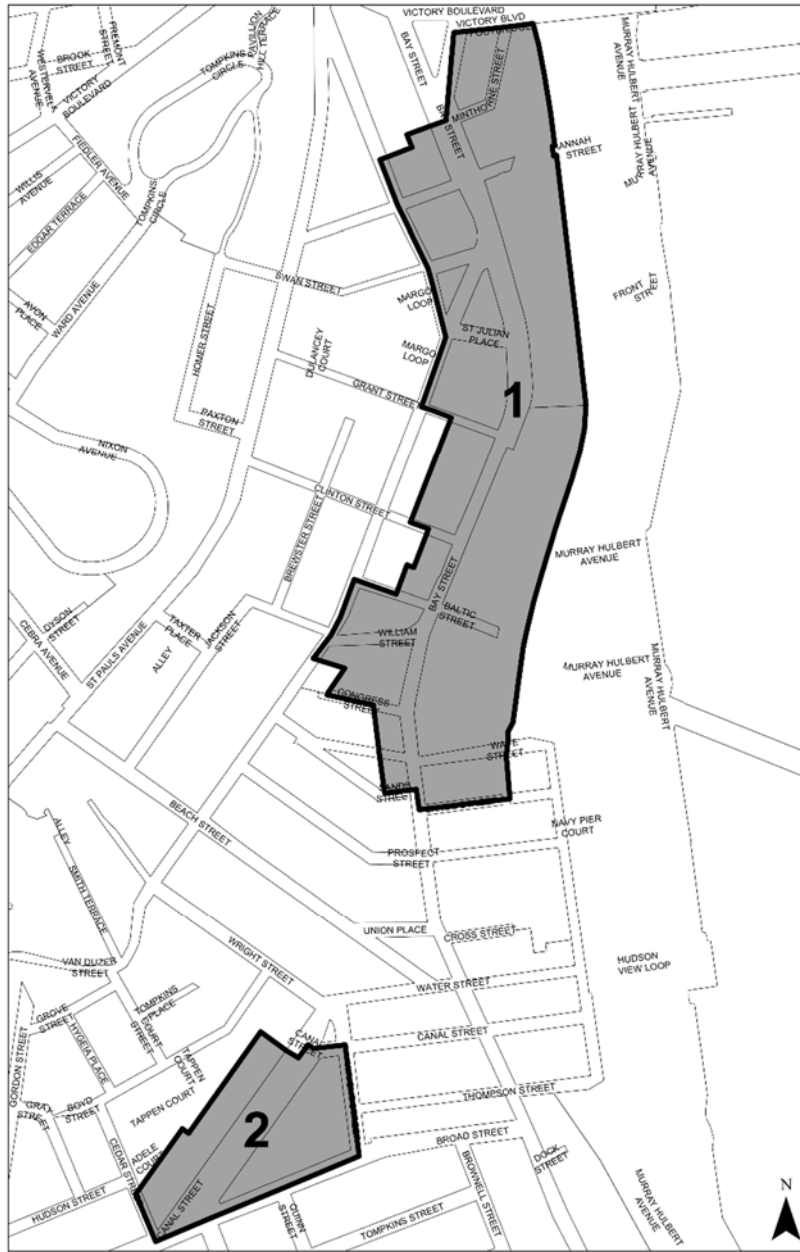 VICTORY BOULEVARD
VICTORY BLVD
FREMONT
STREET
PAVILLION
HILL TERRACE
BAY STREET
MURRAY HULBERT
AVENUE
BROOK
STREET
AVENUE
TOMPKINS
CIRCLE
MINTHORNE STREET
VICTORY
BOULEVARD
BAY STREET
MURRAY HULBERT
AVENUE
FIEDLER AVENUE
HANNAH
STREET
WILLIS
AVENUE
TOMPKINS
CIRCLE
EDGAR TERRACE
SWAN STREET
FRONT
STREET
MARGO
LOOP
AVON
PLACE
WARD AVENUE
HOMER STREET
DULANCEY
COURT
ST JULIAN
PLACE
MARGO
LOOP
GRANT STREET
1
PAXTON
STREET
NIXON
AVENUE
CLINTON STREET
BREWSTER STREET
MURRAY HULBERT
AVENUE
BAY STREET
BALTIC
STREET
DYSON
STREET
TAXTER
PLACE
JACKSON
STREET
CEBRA AVENUE
ST PAULS AVENUE
ALLEY
WILLIAM
STREET
MURRAY HULBERT
AVENUE
MURRAY HULBERT
AVENUE
CONGRESS
STREET
WAVE
STREET
SANDS
STREET
BEACH STREET
NAVY PIER
COURT
ALLEY
PROSPECT
STREET
SMITH TERRACE
UNION PLACE
CROSS STREET
WRIGHT STREET
VAN DUZER
STREET
HUDSON
VIEW LOOP
WATER STREET
TOMPKINS
PLACE
GROVE
STREET
COURT
STREET
CANAL
STREET
CANAL STREET
GORDON STREET
HYGEIA PLACE
TAPPEN
COURT
THOMPSON STREET
GRAY
STREET
BOYD
STREET
TAPPEN COURT
2
BROAD STREET
CEDAR STREET
ADELE
COURT
DOCK
STREET
BROWNELL STREET
HUDSON STREET
CANAL STREET
QUINN
STREET
TOMPKINS STREET
MURRAY HULBERT
AVENUE
N